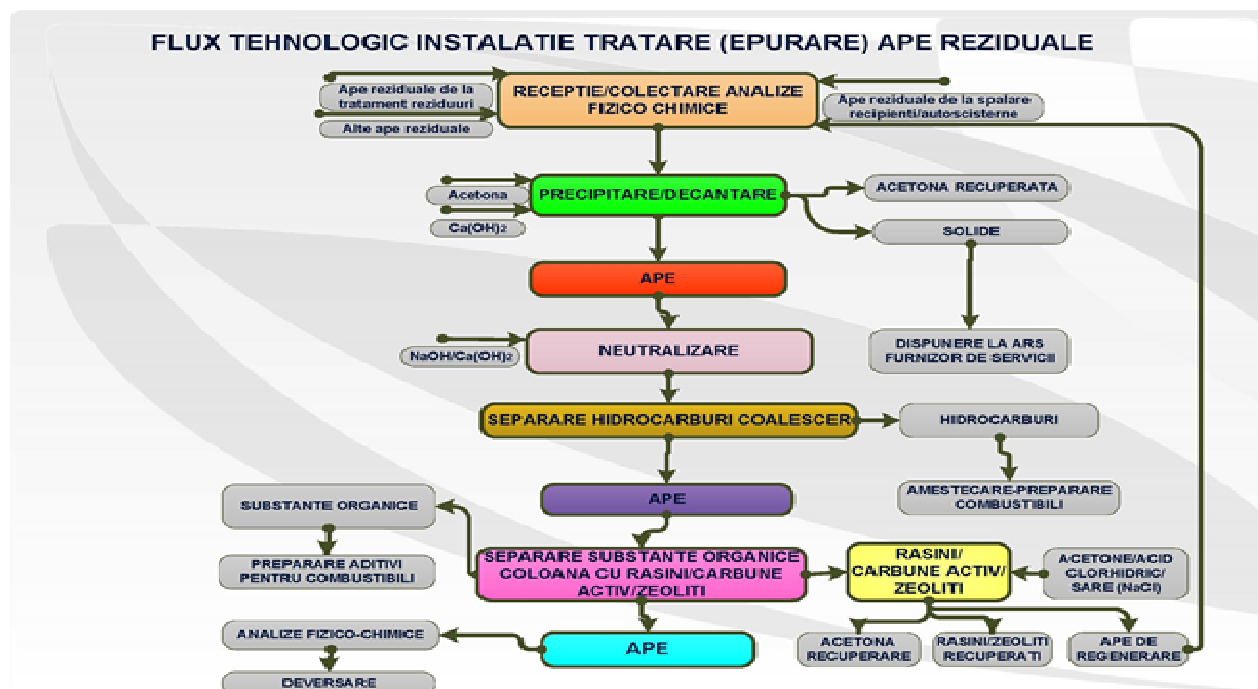 FLUX TEHNOLOGIC INSTALATIE TRATARE (EPURARE) APE REZIDUALE
Ape reziduale de la
tratament reziduuri
Alte ape reziduale
RECEPTIE/COLECTARE ANALIZE
FIZICO CHIMICE
Ape reziduale de la spalare
recipienti/autoscisterne
Acetona
Ca(OH)2
PRECIPITARE/DECANTARE
ACETONA RECUPERATA
SOLIDE
APE
DISPUNERE LA ARS
FURNIZOR DE SERVICII
NaOH/Ca(OH)2
NEUTRALIZARE
SEPARARE HIDROCARBURI COALESCER
HIDROCARBURI
AMESTECARE-PREPARARE
COMBUSTIBILI
APE
SUBSTANTE ORGANICE
PREPARARE ADITIVI
PENTRU COMBUSTIBILI
SEPARARE SUBSTANTE ORGANICE
COLOANA CU RASINI/CARBUNE
ACTIV/ZEOLITI
RASINI/
CARBUNE ACTIV/
ZEOLITI
ACETONE/ACID
CLORHIDRIC/
SARE (NaCl)
ANALIZE FIZICO-CHIMICE
DEVERSARE
APE
ACETONA
RECUPERARE
RASINI/ZEOLITI
RECUPERATI
APE DE
REGENERARE